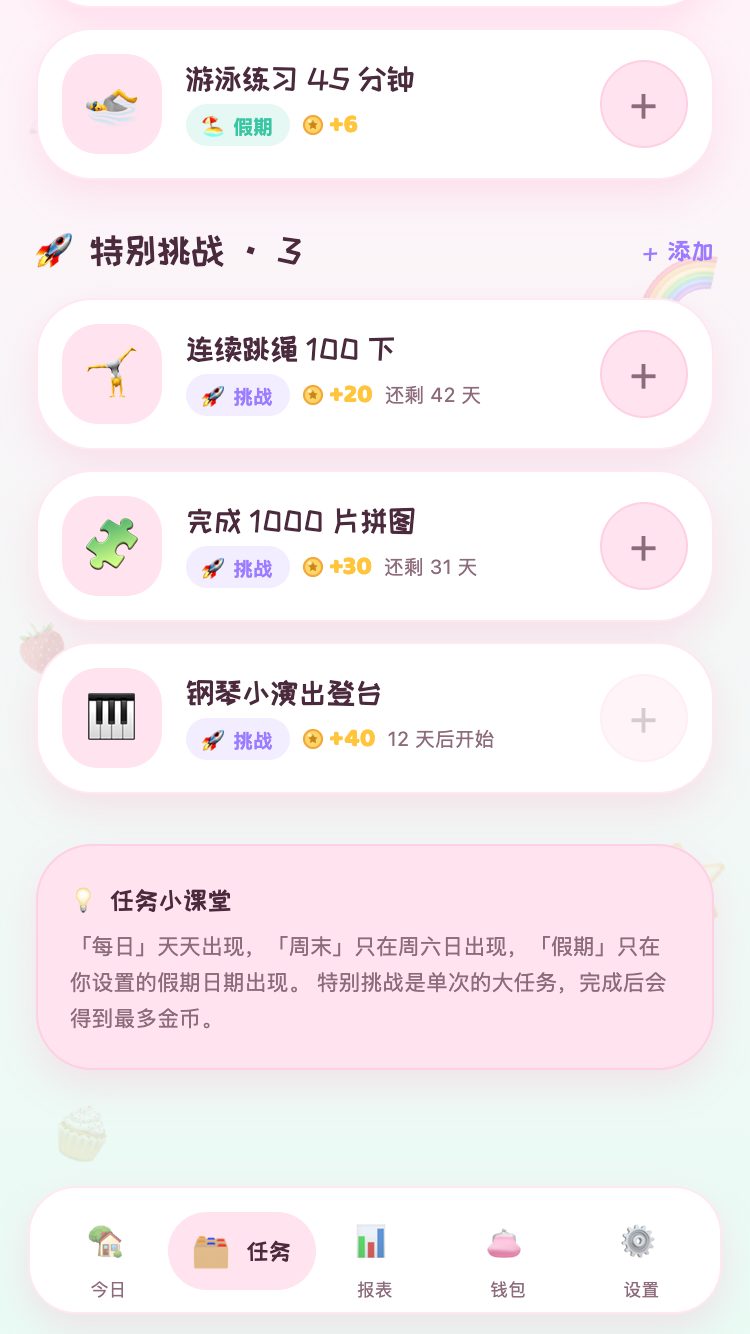 游泳练习 45 分钟
假期 +6
特别挑战 · 3
+ 添加
连续跳绳 100 下
挑战 +20 还剩 42 天
完成 1000 片拼图
挑战 +30 还剩 31 天
钢琴小演出登台
挑战 +40 12 天后开始
任务小课堂
「每日」天天出现，「周末」只在周六日出现，「假期」只在
你设置的假期日期出现。 特别挑战是单次的大任务，完成后会
得到最多金币。
今日
任务
报表
钱包
设置